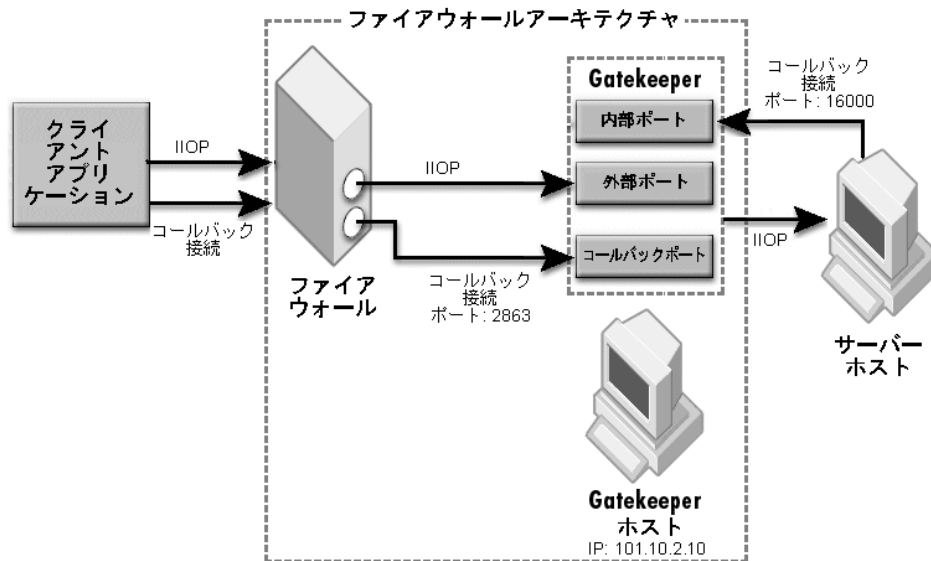 ファイアウォールアーキテクチャ
クライ
アント
アプリ
ケーション
IIOP
コールバック
接続
ファイア
ウォール
IIOP
コールバック
接続
ポート: 2863
Gatekeeper
内部ポート
外部ポート
コールバックポート
コールバック
接続
ポート: 16000
IIOP
サーバー
ホスト
Gatekeeper
ホスト
IP: 101.10.2.10